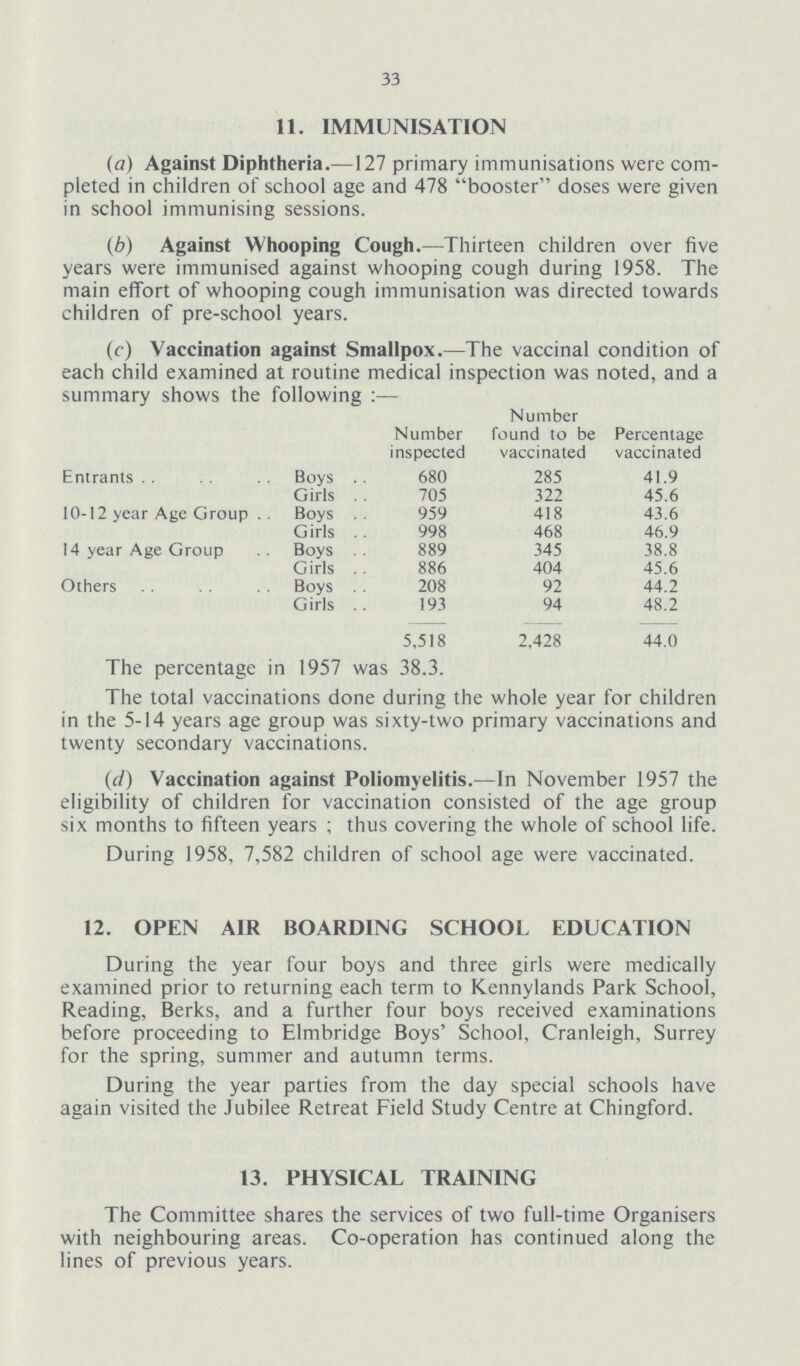 33
11. IMMUNISATION
(a) Against Diphtheria.—127 primary immunisations were com-
pleted in children of school age and 478 “booster” doses were given
in school immunising sessions.
(b) Against Whooping Cough.—Thirteen children over five
years were immunised against whooping cough during 1958. The
main effort of whooping cough immunisation was directed towards
children of pre-school years.
(c) Vaccination against Smallpox.—The vaccinal condition of
each child examined at routine medical inspection was noted, and a
summary shows the following :—
Number
Number found to be Percentage
inspected vaccinated vaccinated
Entrants .. .. .. Boys .. 680 285 41.9
Girls .. 705 322 45.6
10-12 year Age Group .. Boys .. 959 418 43.6
Girls .. 998 468 46.9
14 year Age Group .. Boys .. 889 345 38.8
Girls .. 886 404 45.6
Others .. .. .. Boys .. 208 92 44.2
Girls .. 193 94 48.2
5,518 2,428 44.0
The percentage in 1957 was 38.3.
The total vaccinations done during the whole year for children
in the 5-14 years age group was sixty-two primary vaccinations and
twenty secondary vaccinations.
(d) Vaccination against Poliomyelitis.—In November 1957 the
eligibility of children for vaccination consisted of the age group
six months to fifteen years ; thus covering the whole of school life.
During 1958, 7,582 children of school age were vaccinated.
12. OPEN AIR BOARDING SCHOOL EDUCATION
During the year four boys and three girls were medically
examined prior to returning each term to Kennylands Park School,
Reading, Berks, and a further four boys received examinations
before proceeding to Elmbridge Boys’ School, Cranleigh, Surrey
for the spring, summer and autumn terms.
During the year parties from the day special schools have
again visited the Jubilee Retreat Field Study Centre at Chingford.
13. PHYSICAL TRAINING
The Committee shares the services of two full-time Organisers
with neighbouring areas. Co-operation has continued along the
lines of previous years.